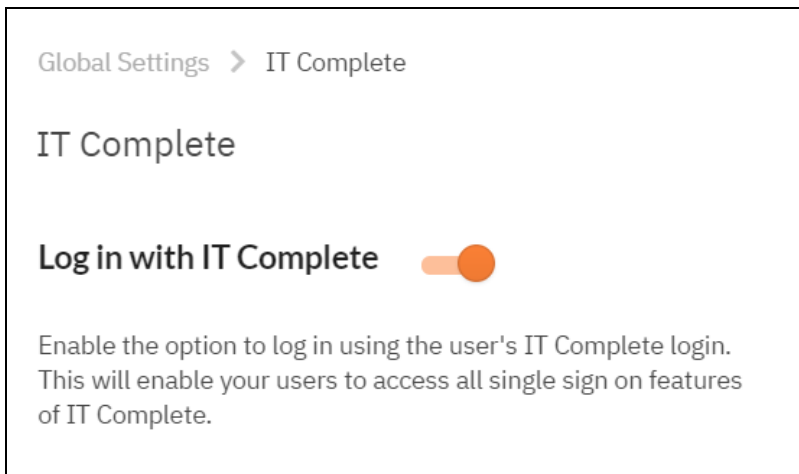 Global Settings > IT Complete
IT Complete
Log in with IT Complete
Enable the option to log in using the user's IT Complete login.
This will enable your users to access all single sign on features
of IT Complete.